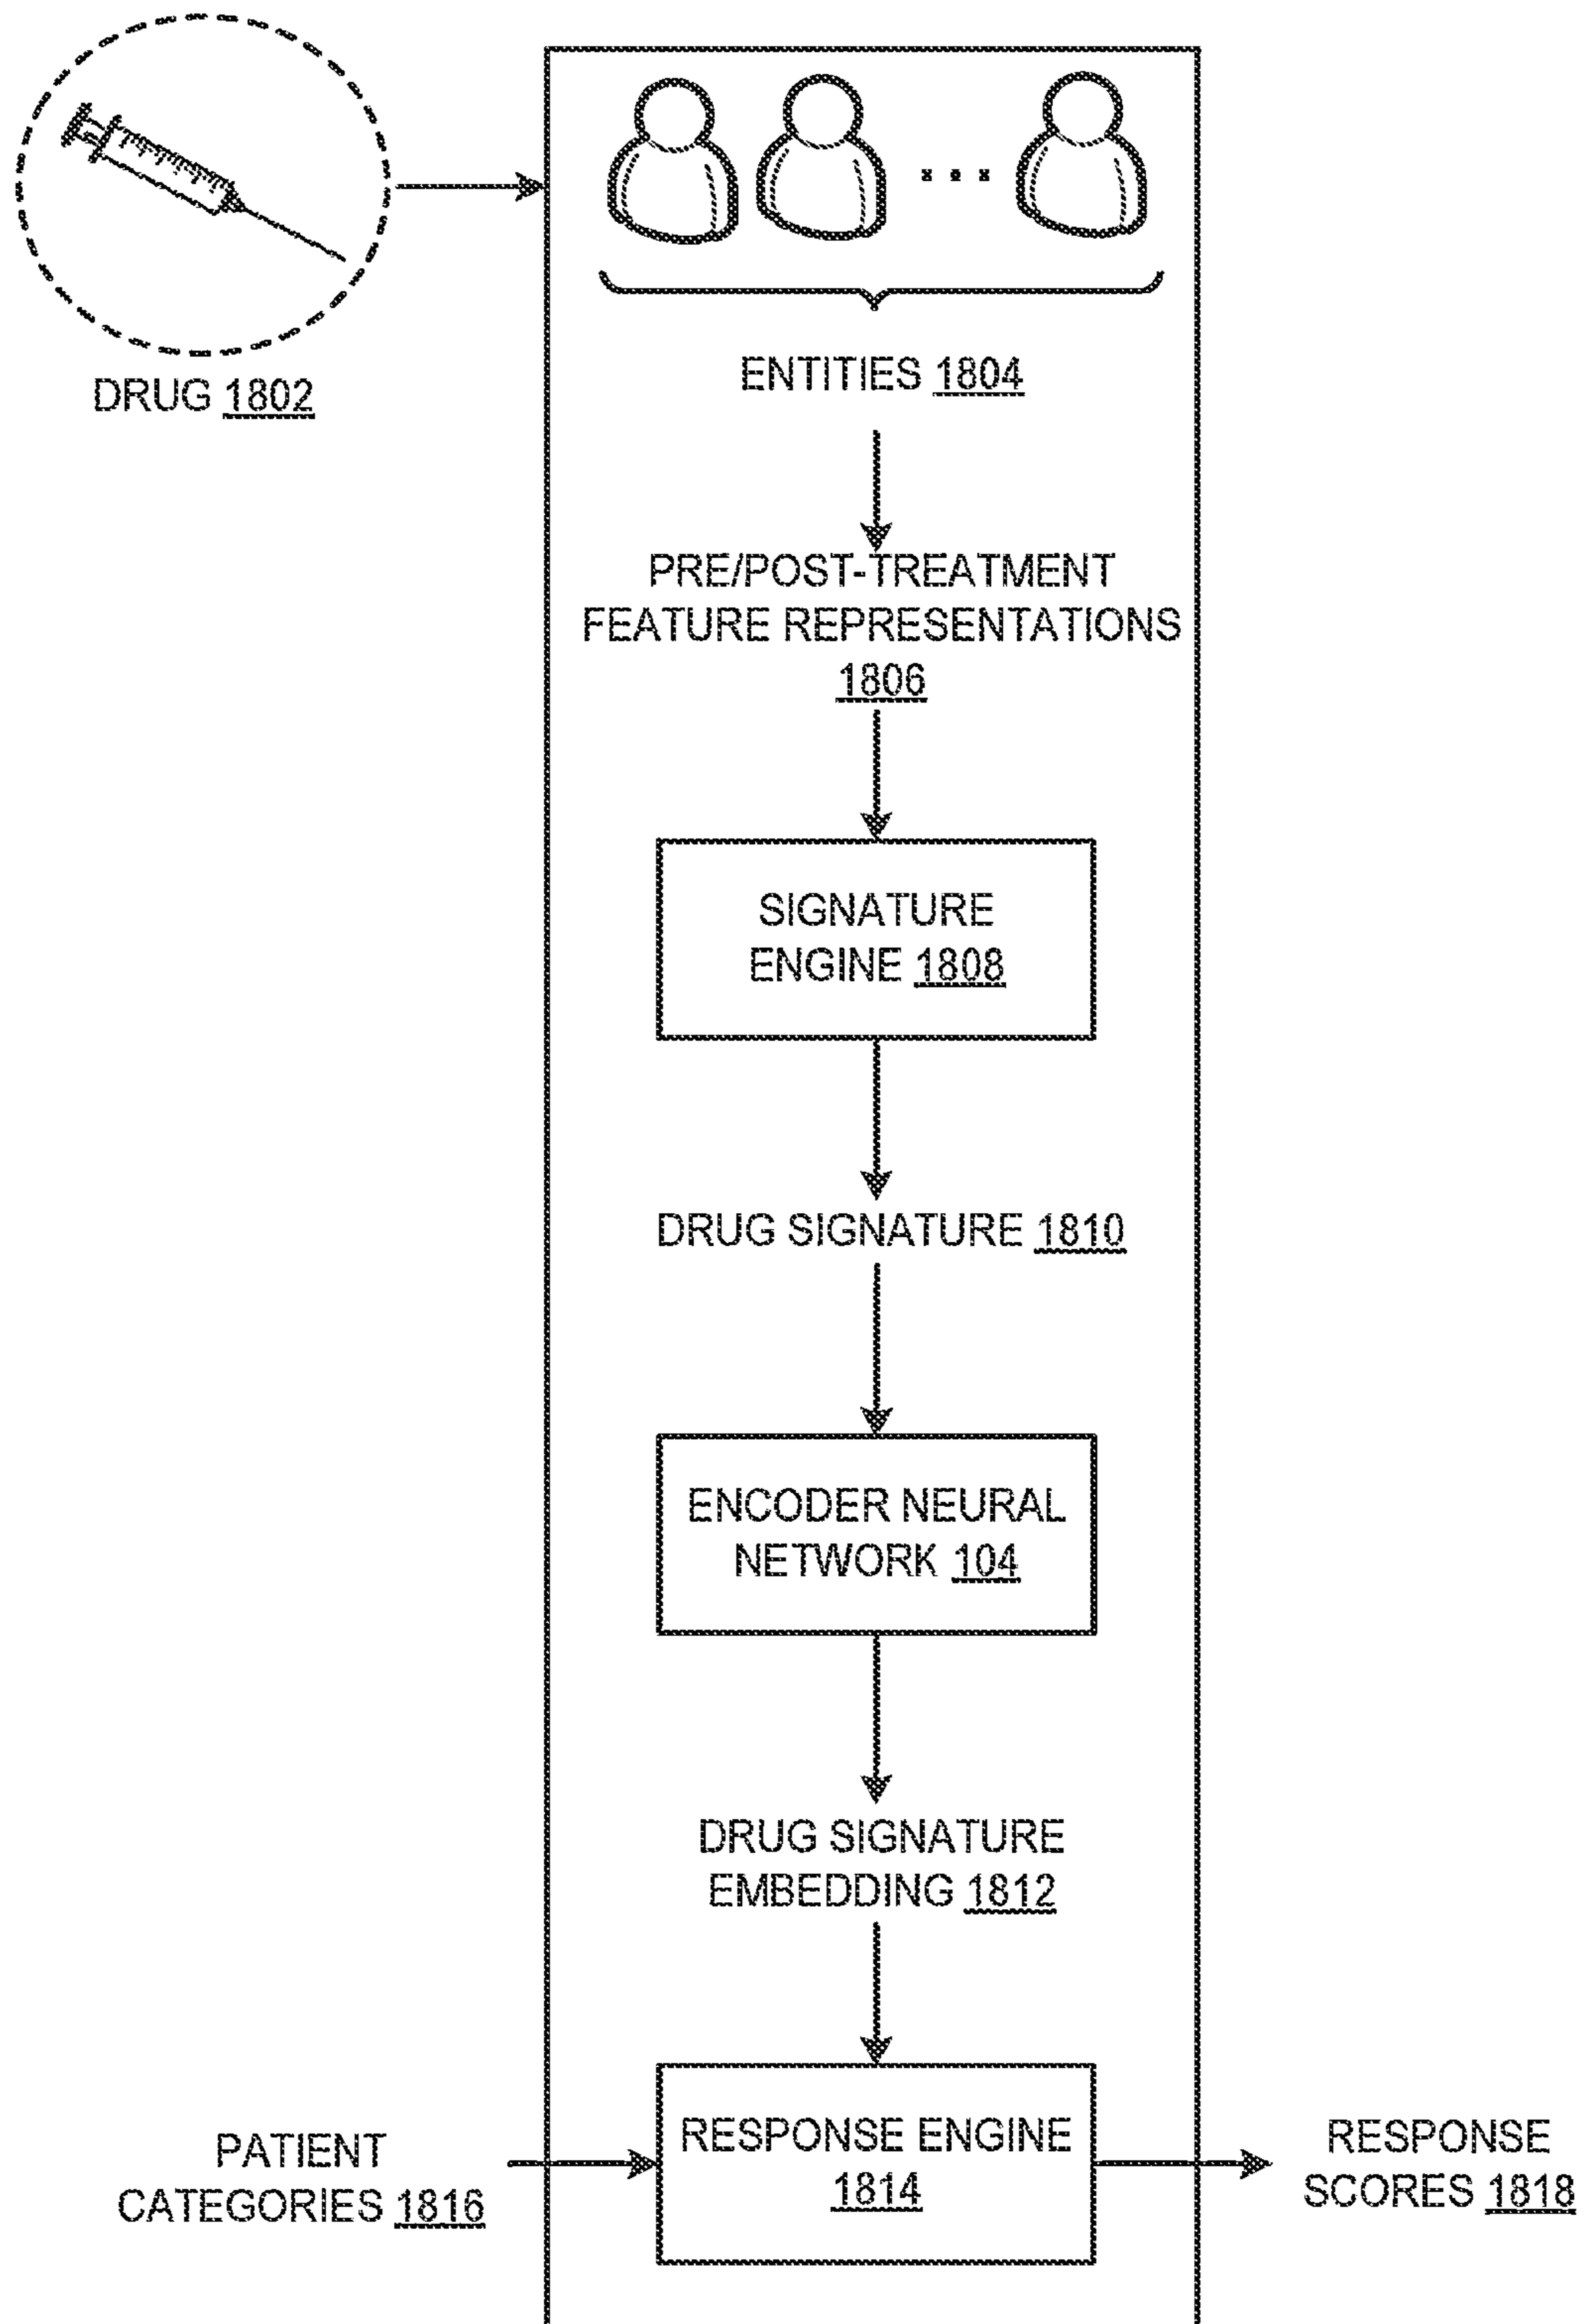 DRUG 1802
ENTITIES 1804
PRE/POST-TREATMENT
FEATURE REPRESENTATIONS
1806
SIGNATURE
ENGINE 1808
DRUG SIGNATURE 1810
ENCODER NEURAL
NETWORK 104
DRUG SIGNATURE
EMBEDDING 1812
PATIENT
CATEGORIES 1816
RESPONSE ENGINE
1814
RESPONSE
SCORES 1818